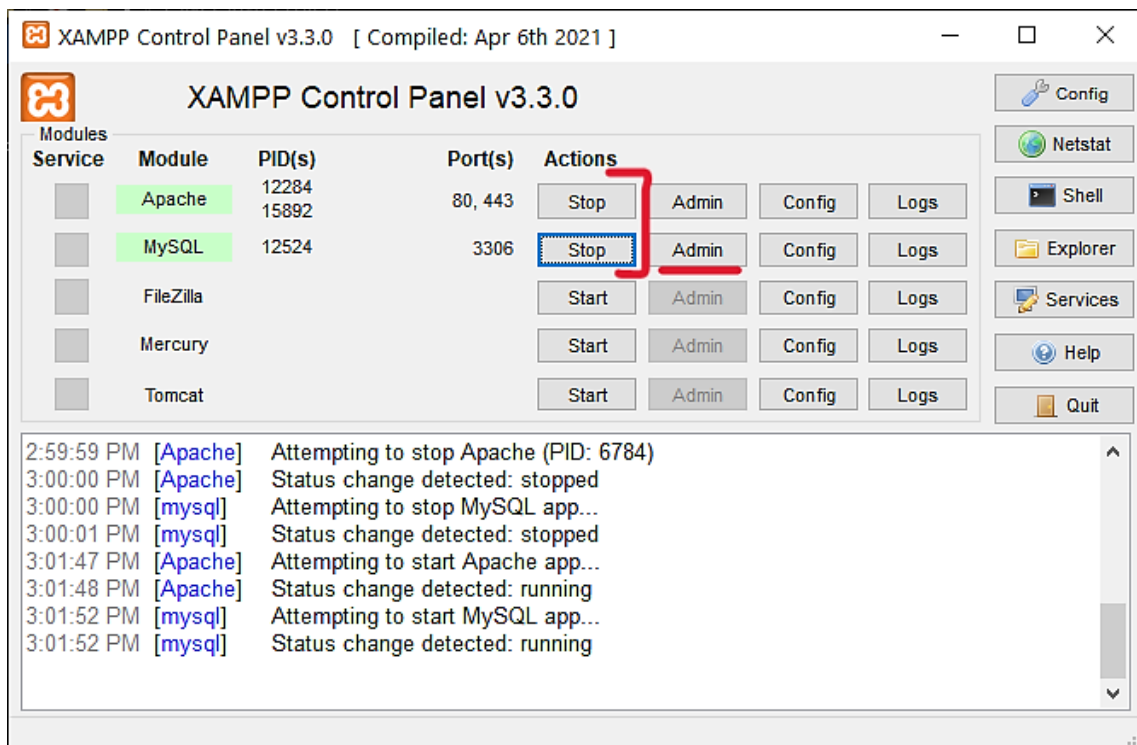 XAMPP Control Panel v3.3.0 [ Compiled: Apr 6th 2021 ]
XAMPP Control Panel v3.3.0
Config
Modules
Service Module PID(s) Port(s) Actions
Netstat
Apache 12284 15892 80, 443 Stop Admin Config Logs
Shell
MySQL 12524 3306 Stop Admin Config Logs
Explorer
FileZilla Start Admin Config Logs
Services
Mercury Start Admin Config Logs
Help
Tomcat Start Admin Config Logs
Quit
2:59:59 PM [Apache] Attempting to stop Apache (PID: 6784)
3:00:00 PM [Apache] Status change detected: stopped
3:00:00 PM [mysql] Attempting to stop MySQL app...
3:00:01 PM [mysql] Status change detected: stopped
3:01:47 PM [Apache] Attempting to start Apache app...
3:01:48 PM [Apache] Status change detected: running
3:01:52 PM [mysql] Attempting to start MySQL app...
3:01:52 PM [mysql] Status change detected: running